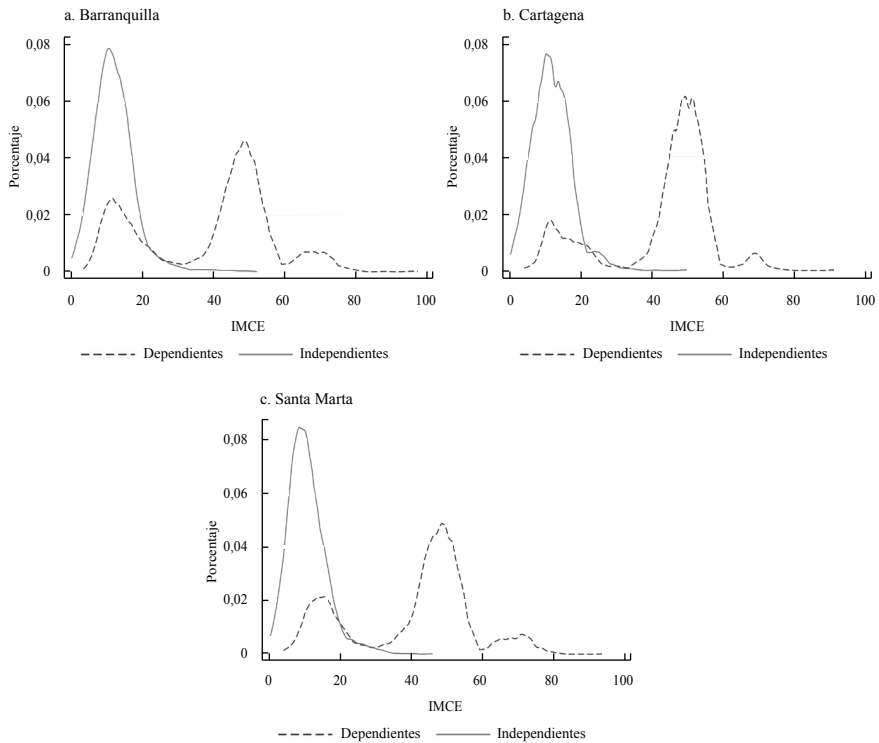 a. Barranquilla
0,08
0,06
0,04
0,02
0
Porcentaje
0 20 40 60 80 100
IMCE
Dependientes Independientes
b. Cartagena
0,08
0,06
0,04
0,02
0
Porcentaje
0 20 40 60 80 100
IMCE
Dependientes Independientes
c. Santa Marta
0,08
0,06
0,04
0,02
0
Porcentaje
0 20 40 60 80 100
IMCE
Dependientes Independientes